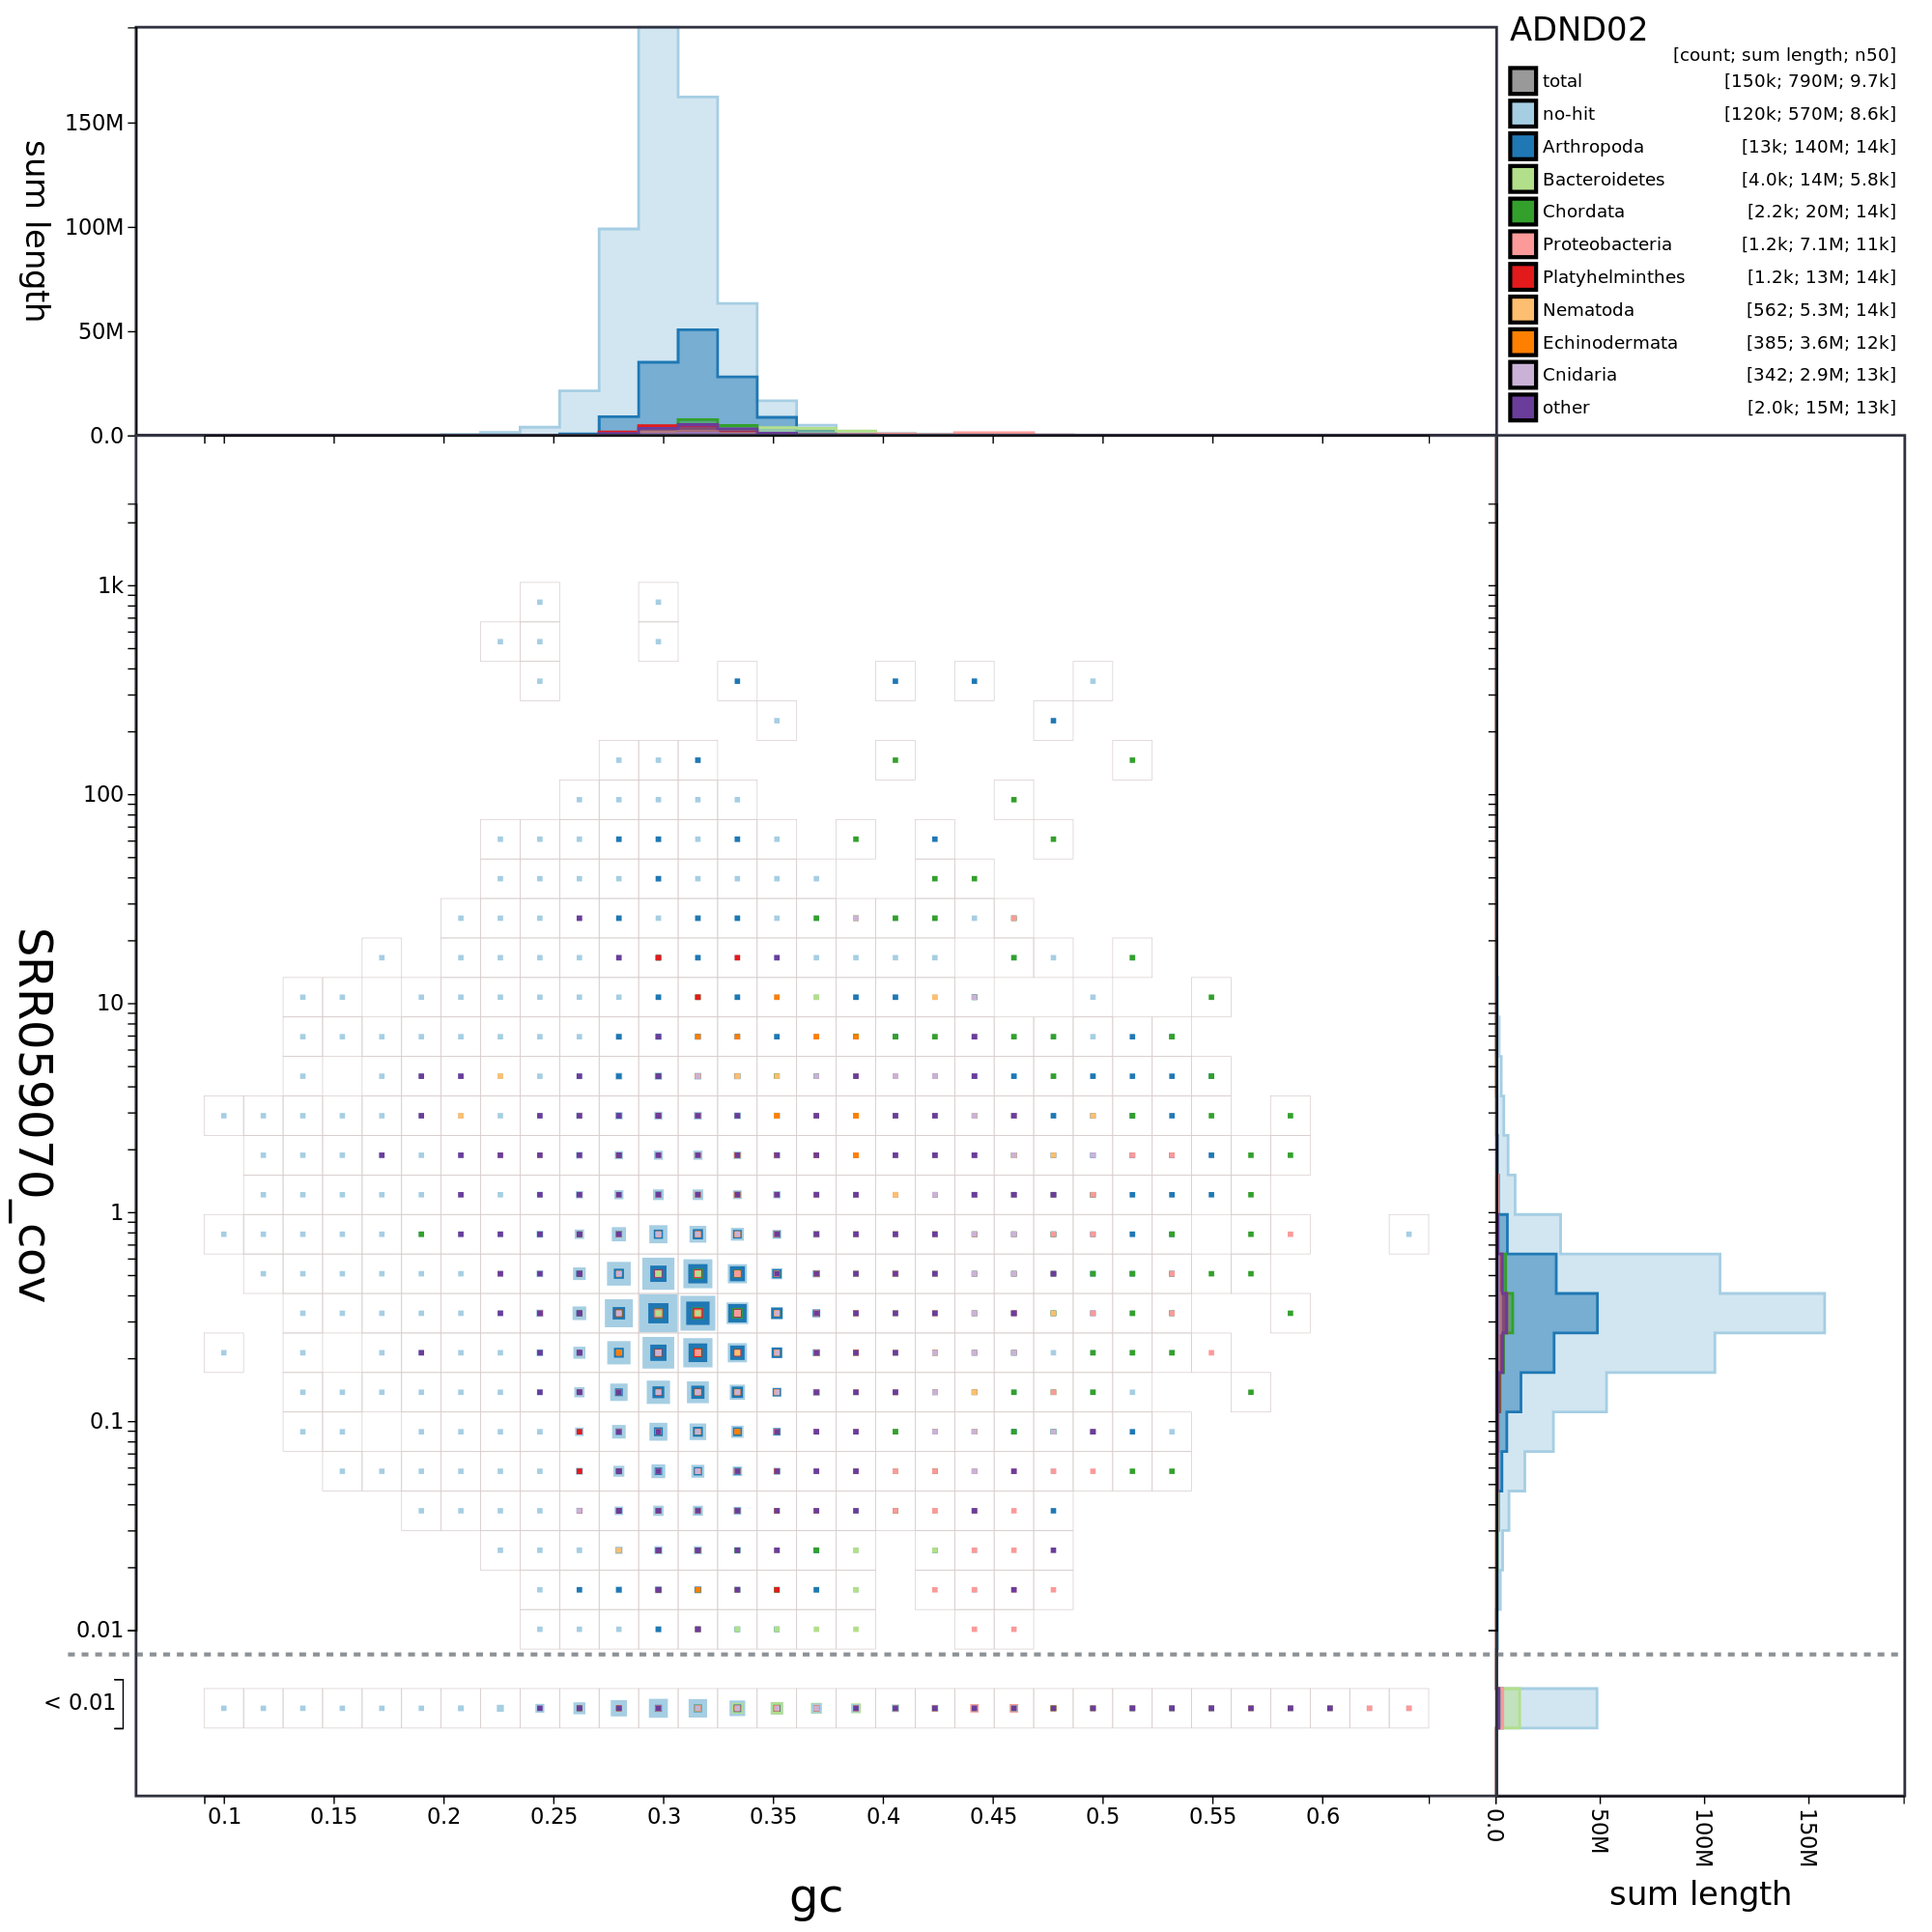 ADND02
[count; sum length; n50]
total [150k; 790M; 9.7k]
no-hit [120k; 570M; 8.6k]
Arthropoda [13k; 140M; 14k]
Bacteroidetes [4.0k; 14M; 5.8k]
Chordata [2.2k; 20M; 14k]
Proteobacteria [1.2k; 7.1M; 11k]
Platyhelminthes [1.2k; 13M; 14k]
Nematoda [562; 5.3M; 14k]
Echinodermata [385; 3.6M; 12k]
Cnidaria [342; 2.9M; 13k]
other [2.0k; 15M; 13k]
sum length
150M
100M
50M
0.0
SRR059070_cov
1k
100
10
1
0.1
0.01
< 0.01
0.1 0.15 0.2 0.25 0.3 0.35 0.4 0.45 0.5 0.55 0.6
gc
0.0 50M 100M 150M
sum length